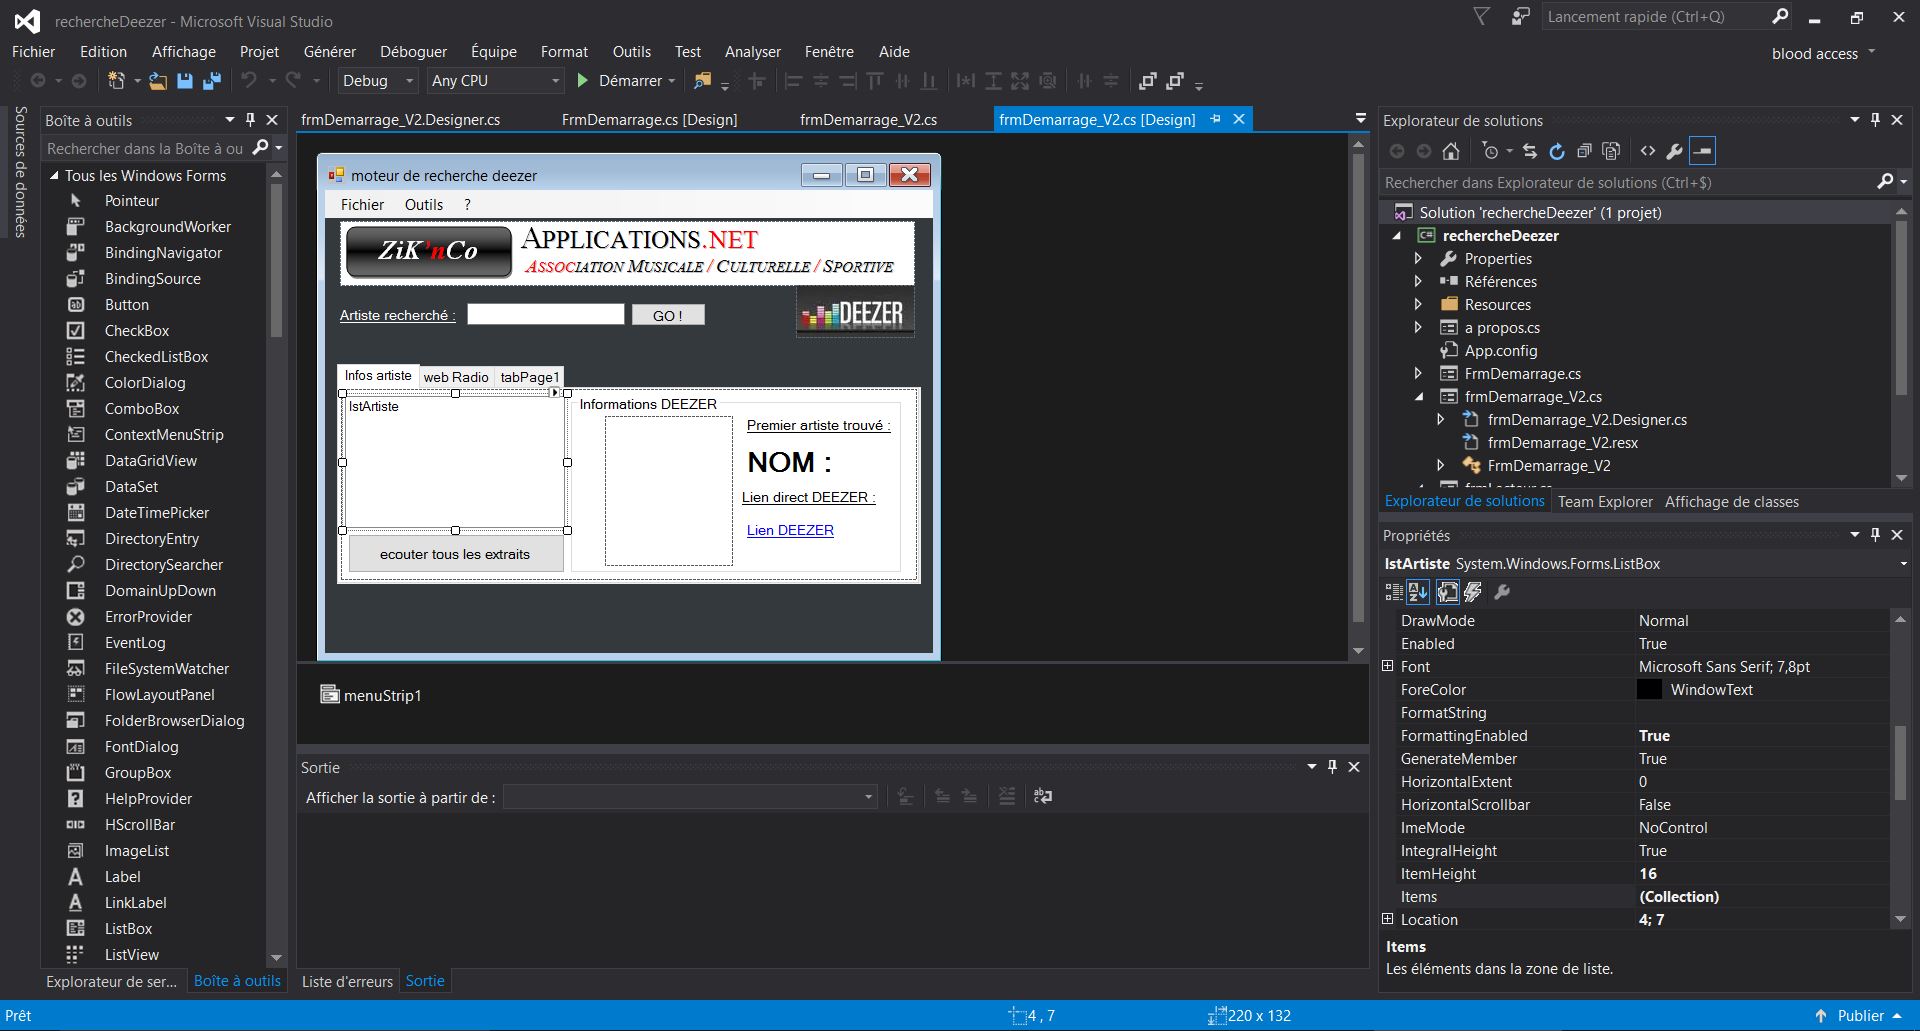 rechercheDeezer - Microsoft Visual Studio
Lancement rapide (Ctrl+Q)
Fichier Edition Affichage Projet Générer Déboguer Équipe Format Outils Test Analyser Fenêtre Aide
blood access
Debug Any CPU Démarrer
Sources de données
Boîte à outils
Rechercher dans la Boîte à ou
Tous les Windows Forms
Pointeur
BackgroundWorker
BindingNavigator
BindingSource
Button
CheckBox
CheckedListBox
ColorDialog
ComboBox
ContextMenuStrip
DataGridView
DataSet
DateTimePicker
DirectoryEntry
DirectorySearcher
DomainUpDown
ErrorProvider
EventLog
FileSystemWatcher
FlowLayoutPanel
FolderBrowserDialog
FontDialog
GroupBox
HelpProvider
HScrollBar
ImageList
Label
LinkLabel
ListBox
ListView
Explorateur de ser... Boîte à outils
frmDemarrage_V2.Designer.cs FrmDemarrage.cs [Design] frmDemarrage_V2.cs frmDemarrage_V2.cs [Design]
moteur de recherche deezer
Fichier Outils ?
ZiK'nCo
APPLICATIONS.NET
ASSOCIATION MUSICALE / CULTURELLE / SPORTIVE
Artiste recherché : GO !
DEEZER
Infos artiste web Radio tabPage1
lstArtiste
ecouter tous les extraits
Informations DEEZER
Premier artiste trouvé :
NOM :
Lien direct DEEZER :
Lien DEEZER
menuStrip1
Sortie
Afficher la sortie à partir de :
Liste d'erreurs Sortie
Explorateur de solutions
Rechercher dans Explorateur de solutions (Ctrl+$)
Solution 'rechercheDeezer' (1 projet)
rechercheDeezer
Properties
Références
Resources
a propos.cs
App.config
FrmDemarrage.cs
frmDemarrage_V2.cs
frmDemarrage_V2.Designer.cs
frmDemarrage_V2.resx
FrmDemarrage_V2
frmLecteur.cs
Explorateur de solutions Team Explorer Affichage de classes
Propriétés
lstArtiste System.Windows.Forms.ListBox
DrawMode Normal
Enabled True
Font Microsoft Sans Serif; 7,8pt
ForeColor WindowText
FormatString
FormattingEnabled True
GenerateMember True
HorizontalExtent 0
HorizontalScrollbar False
ImeMode NoControl
IntegralHeight True
ItemHeight 16
Items (Collection)
Location 4; 7
Items
Les éléments dans la zone de liste.
Prêt 4 , 7 220 x 132 Publier